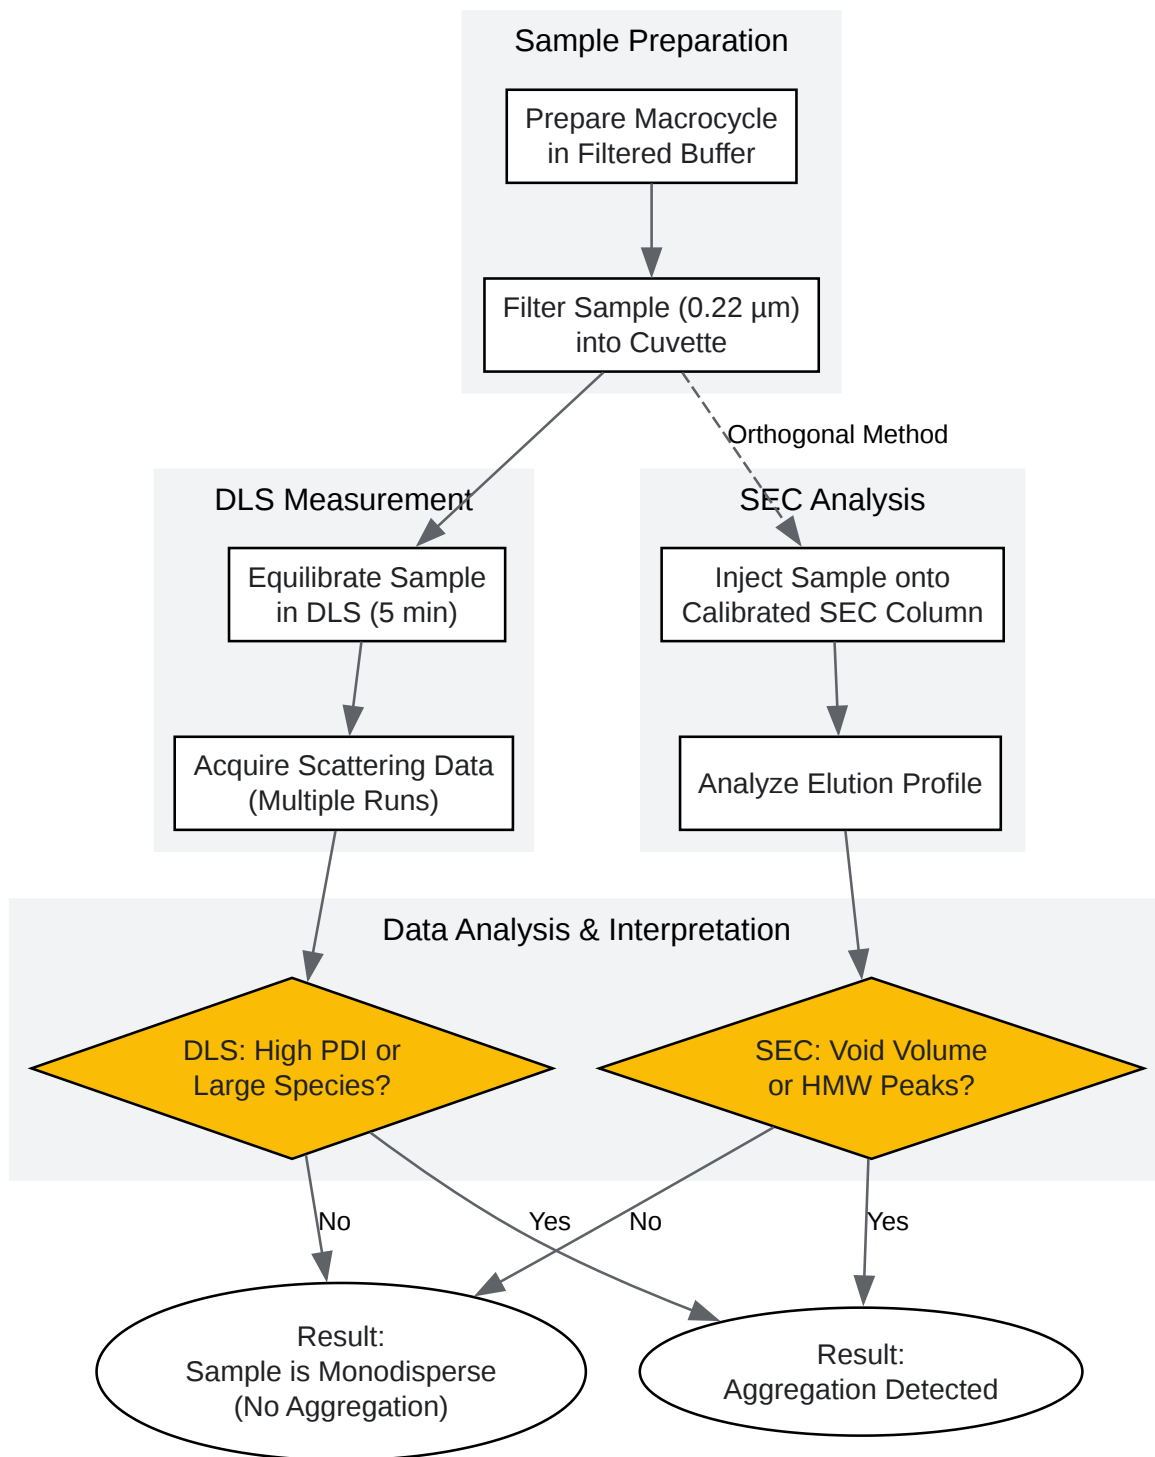 Sample Preparation
Prepare Macrocycle
in Filtered Buffer
Filter Sample (0.22 µm)
into Cuvette
Orthogonal Method
DLS Measurement
SEC Analysis
Equilibrate Sample
in DLS (5 min)
Inject Sample onto
Calibrated SEC Column
Acquire Scattering Data
(Multiple Runs)
Analyze Elution Profile
Data Analysis & Interpretation
DLS: High PDI or
Large Species?
SEC: Void Volume
or HMW Peaks?
No
Yes
No
Yes
Result:
Sample is Monodisperse
(No Aggregation)
Result:
Aggregation Detected